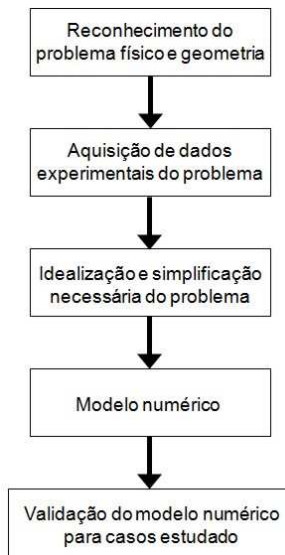 Reconhecimento do
problema físico e geometria
Aquisição de dados
experimentais do problema
Idealização e simplificação
necessária do problema
Modelo numérico
Validação do modelo numérico
para casos estudado